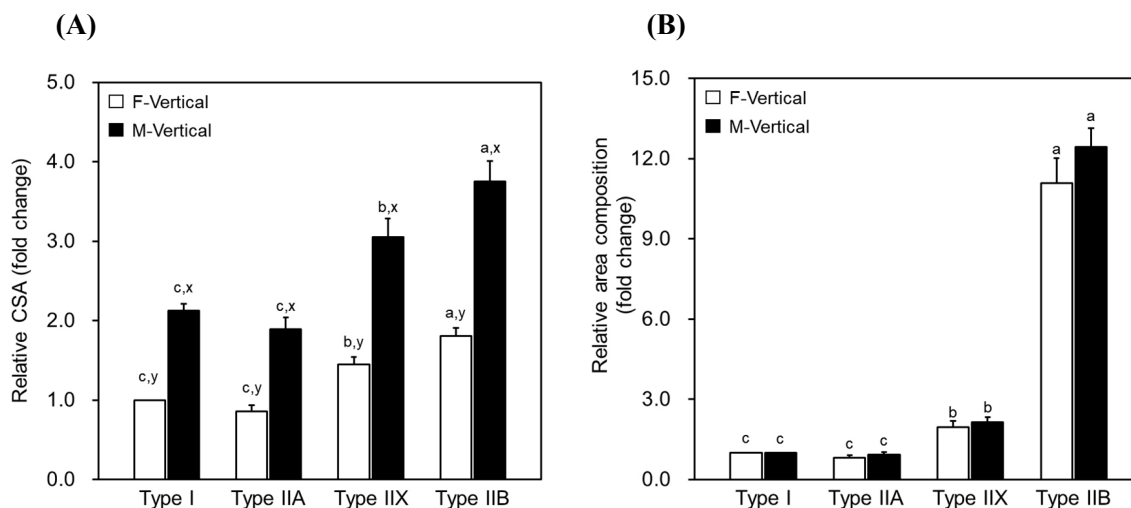 (A)
5.0
4.0
3.0
2.0
1.0
0.0
Relative CSA (fold change)
F-Vertical
M-Vertical
c,y
c,x
c,y
c,x
b,y
b,x
a,y
a,x
Type I
Type IIA
Type IIX
Type IIB
(B)
15.0
12.0
9.0
6.0
3.0
0.0
Relative area composition
(fold change)
F-Vertical
M-Vertical
c
c
c
c
b
b
a
a
Type I
Type IIA
Type IIX
Type IIB